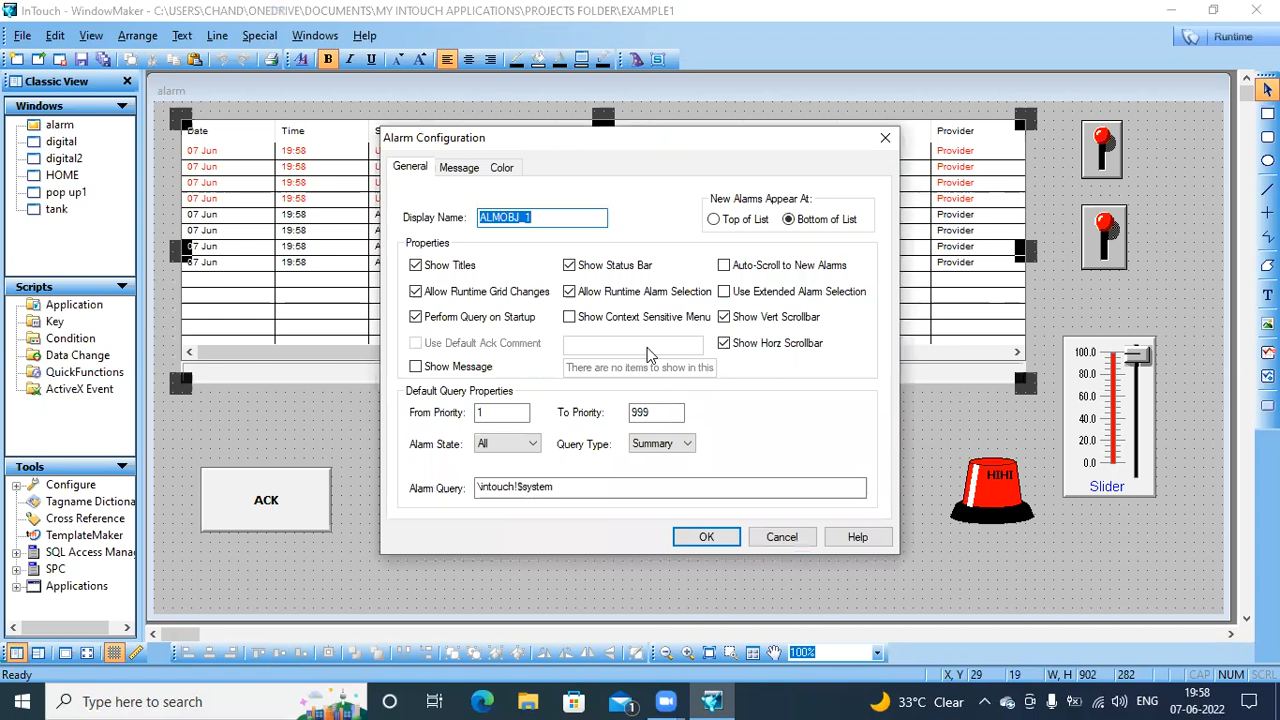 InTouch - WindowMaker - C:\USERS\CHAND\ONEDRIVE\DOCUMENTS\MY INTOUCH APPLICATIONS\PROJECTS FOLDER\EXAMPLE1
File Edit View Arrange Text Line Special Windows Help
Runtime
Classic View
Windows
alarm
digital
digital2
HOME
pop up1
tank
Scripts
Application
Key
Condition
Data Change
QuickFunctions
ActiveX Event
Tools
Configure
Tagname Dictiona
Cross Reference
TemplateMaker
SQL Access Manag
SPC
Applications
alarm
Date Time Provider
07 Jun 19:58 Provider
07 Jun 19:58 Provider
07 Jun 19:58 Provider
07 Jun 19:58 Provider
07 Jun 19:58 Provider
07 Jun 19:58 Provider
07 Jun 19:58 Provider
07 Jun 19:58 Provider
Alarm Configuration
General Message Color
Display Name: ALMOBJ_1
New Alarms Appear At:
Top of List Bottom of List
Properties
Show Titles Show Status Bar Auto-Scroll to New Alarms
Allow Runtime Grid Changes Allow Runtime Alarm Selection Use Extended Alarm Selection
Perform Query on Startup Show Context Sensitive Menu Show Vert Scrollbar
Use Default Ack Comment Show Horz Scrollbar
Show Message There are no items to show in this
Default Query Properties
From Priority: 1 To Priority: 999
Alarm State: All Query Type: Summary
Alarm Query: \intouch!$system
OK Cancel Help
ACK
HIHI
100.0
80.0
60.0
40.0
20.0
0.0
Slider
100%
Ready X, Y 29 19 W, H 902 282 CAP NUM SCR
Type here to search
1
33°C Clear
ENG
19:58
07-06-2022